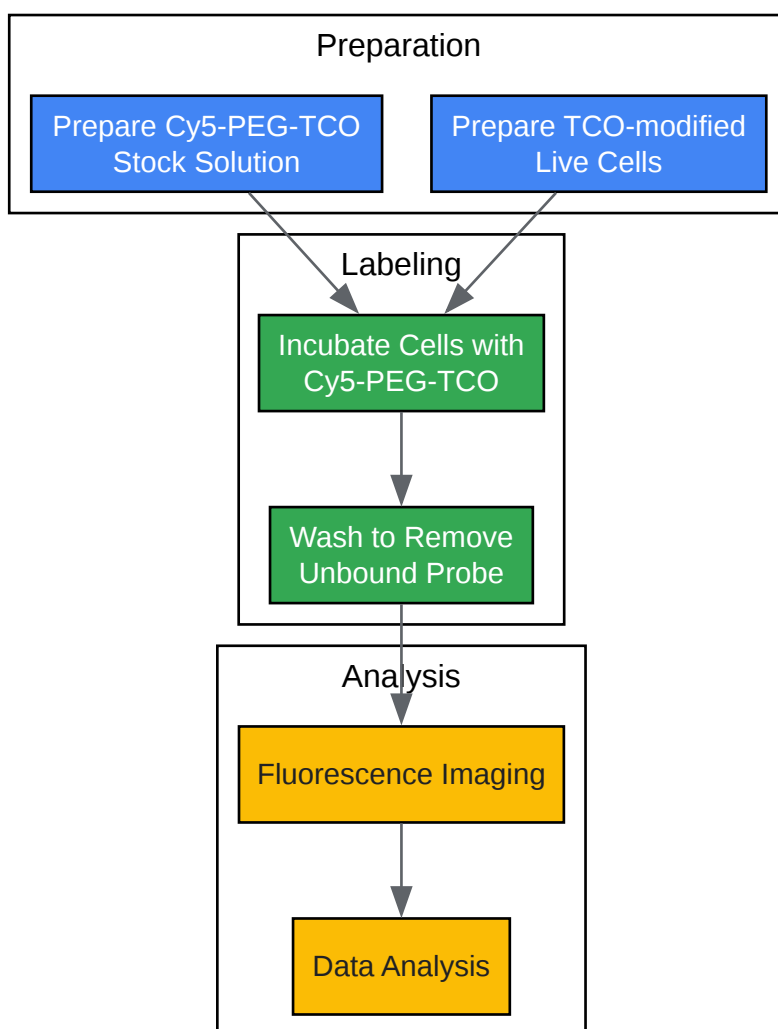 Preparation
Prepare Cy5-PEG-TCO
Stock Solution
Prepare TCO-modified
Live Cells
Labeling
Incubate Cells with
Cy5-PEG-TCO
Wash to Remove
Unbound Probe
Analysis
Fluorescence Imaging
Data Analysis